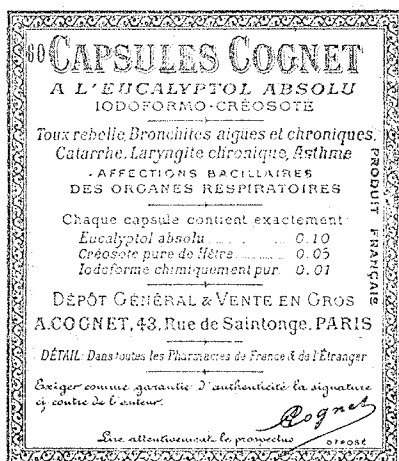 60 CAPSULES COGNET
A L'EUCALYPTOL ABSOLU
IODOFORMO-CRÉOSOTÉ
Toux rebelle, Bronchites aigues et chroniques,
Catarrhe, Laryngite chronique, Asthme
AFFECTIONS BACILLAIRES
DES ORGANES RESPIRATOIRES
PRODUIT FRANÇAIS
Chaque capsule contient exactement
Eucalyptol absolu ........ 0.10
Créosote pure de Hêtre ........ 0.05
Iodoforme chimiquement pur. 0.01
DÉPÔT GÉNÉRAL & VENTE EN GROS
A. COGNET, 43, Rue de Saintonge, PARIS
DÉTAIL: Dans toutes les Pharmacies de France & de l'Étranger
Exiger comme garantie d'authenticité la signature
ci contre de l'auteur.
Cognet
Lire attentivement le prospectus
DÉPOSÉ